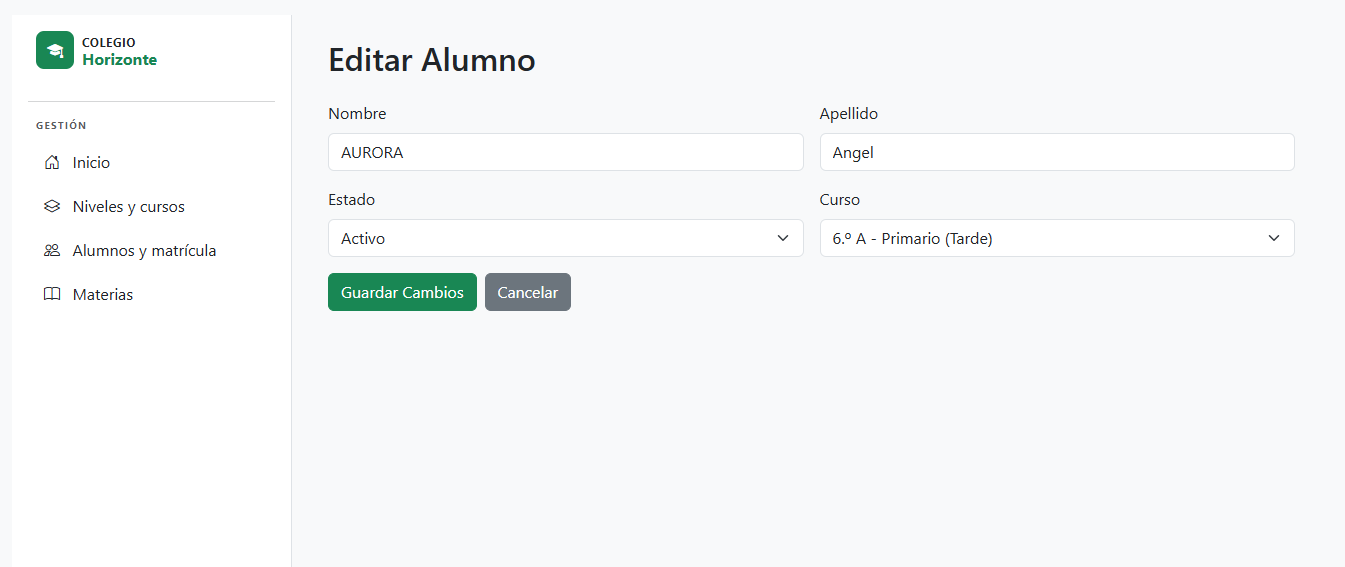 COLEGIO
Horizonte
GESTIÓN
Inicio
Niveles y cursos
Alumnos y matrícula
Materias
Editar Alumno
Nombre
Apellido
AURORA
Angel
Estado
Curso
Activo
6.º A - Primario (Tarde)
Guardar Cambios
Cancelar